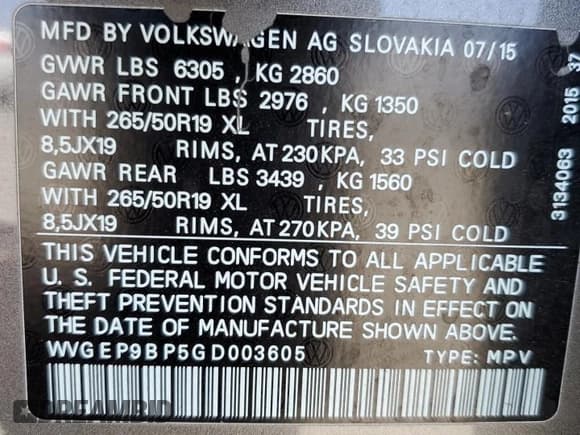 MFD BY VOLKSWAGEN AG SLOVAKIA 07/15
GVWR LBS 6305 , KG 2860
GAWR FRONT LBS 2976 , KG 1350
WITH 265/50R19 XL TIRES,
8,5JX19 RIMS, AT 230KPA, 33 PSI COLD
GAWR REAR LBS 3439 , KG 1560
WITH 265/50R19 XL TIRES,
8,5JX19 RIMS, AT 270KPA, 39 PSI COLD
THIS VEHICLE CONFORMS TO ALL APPLICABLE
U. S. FEDERAL MOTOR VEHICLE SAFETY AND
THEFT PREVENTION STANDARDS IN EFFECT ON
THE DATE OF MANUFACTURE SHOWN ABOVE.
WVGEP9BP5GD003605 TYPE: MPV
3134063 2015 37
DREAMBID